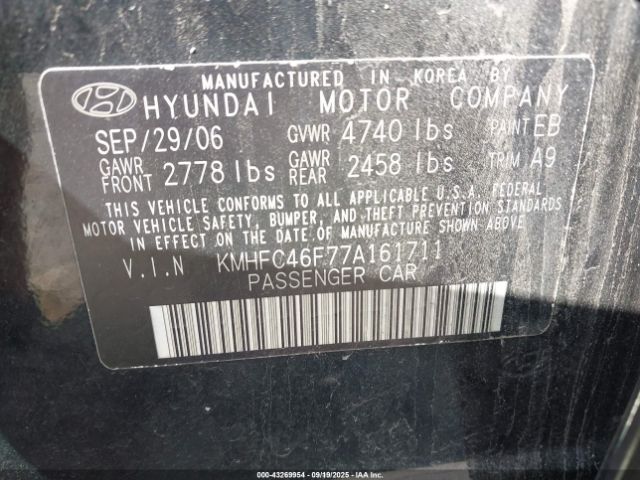 MANUFACTURED IN KOREA BY
HYUNDAI MOTOR COMPANY
SEP/29/06 GVWR 4740 lbs PAINT EB
GAWR FRONT 2778 lbs GAWR REAR 2458 lbs TRIM A9
THIS VEHICLE CONFORMS TO ALL APPLICABLE U.S.A. FEDERAL
MOTOR VEHICLE SAFETY, BUMPER, AND THEFT PREVENTION STANDARDS
IN EFFECT ON THE DATE OF MANUFACTURE SHOWN ABOVE.
V.I.N KMHFC46F77A161711
PASSENGER CAR
000-43269954 - 09/19/2025 - IAA Inc.